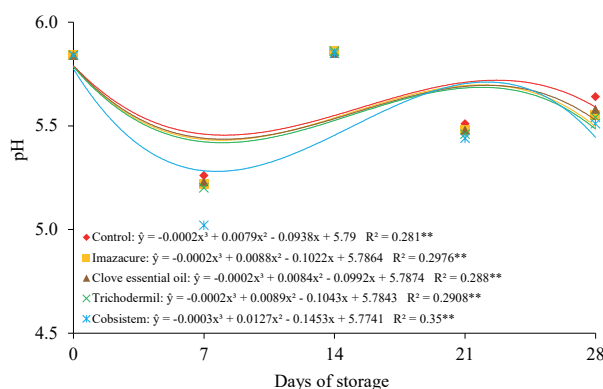 6.0
5.5
pH
5.0
Control: ŷ = -0.0002x³ + 0.0079x² - 0.0938x + 5.79 R² = 0.281**
Imazacure: ŷ = -0.0002x³ + 0.0088x² - 0.1022x + 5.7864 R² = 0.2976**
Clove essential oil: ŷ = -0.0002x³ + 0.0084x² - 0.0992x + 5.7874 R² = 0.288**
Trichodermil: ŷ = -0.0002x³ + 0.0089x² - 0.1043x + 5.7843 R² = 0.2908**
Cobsistem: ŷ = -0.0003x³ + 0.0127x² - 0.1453x + 5.7741 R² = 0.35**
4.5
0 7 14 21 28
Days of storage